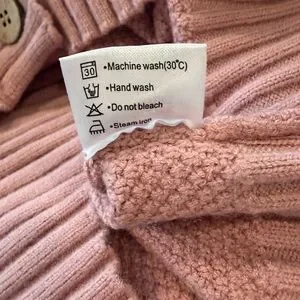 30
•Machine wash(30℃)
•Hand wash
•Do not bleach
•Steam iron